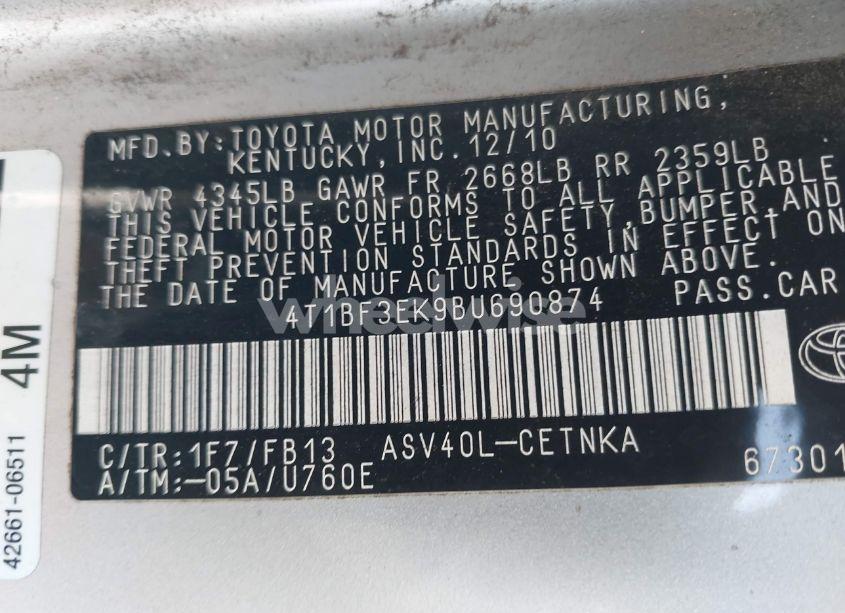 MFD.BY:TOYOTA MOTOR MANUFACTURING,
KENTUCKY,INC.12/10
GVWR 4345LB GAWR FR 2668LB RR 2359LB
THIS VEHICLE CONFORMS TO ALL APPLICABLE
FEDERAL MOTOR VEHICLE SAFETY,BUMPER AND
THEFT PREVENTION STANDARDS IN EFFECT ON
THE DATE OF MANUFACTURE SHOWN ABOVE.
4T1BF3EK9BU690874 PASS.CAR
wheelwise
C/TR:1F7/FB13 ASV40L-CETNKA
A/TM:-05A/U760E 67301
4M
42661-06511